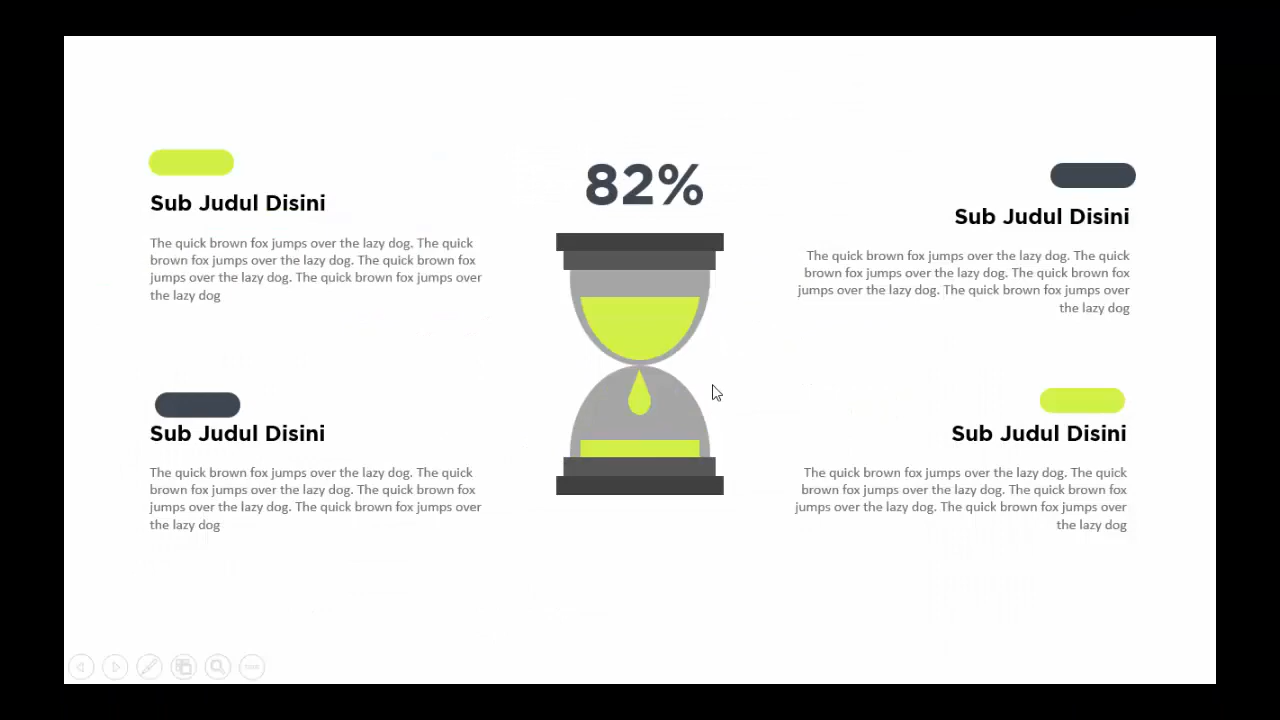 Sub Judul Disini
The quick brown fox jumps over the lazy dog. The quick
brown fox jumps over the lazy dog. The quick brown fox
jumps over the lazy dog. The quick brown fox jumps over
the lazy dog
Sub Judul Disini
The quick brown fox jumps over the lazy dog. The quick
brown fox jumps over the lazy dog. The quick brown fox
jumps over the lazy dog. The quick brown fox jumps over
the lazy dog
82%
Sub Judul Disini
The quick brown fox jumps over the lazy dog. The quick
brown fox jumps over the lazy dog. The quick brown fox
jumps over the lazy dog. The quick brown fox jumps over
the lazy dog
Sub Judul Disini
The quick brown fox jumps over the lazy dog. The quick
brown fox jumps over the lazy dog. The quick brown fox
jumps over the lazy dog. The quick brown fox jumps over
the lazy dog